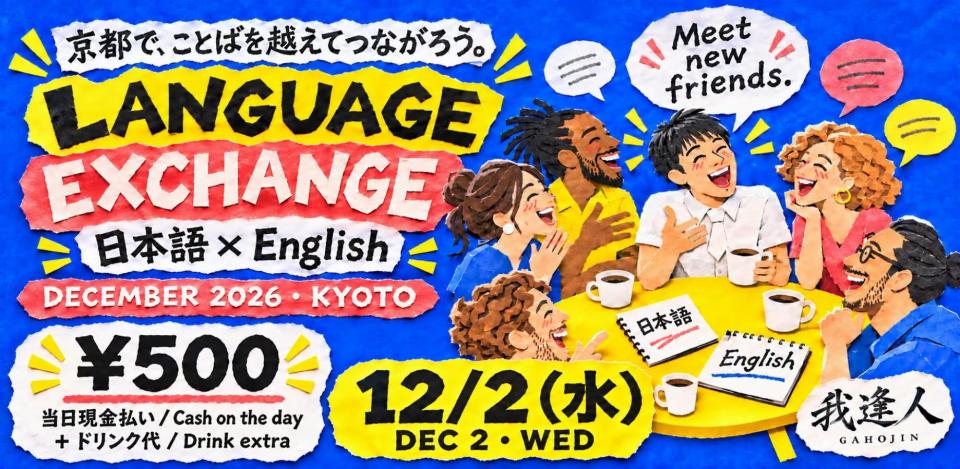 京都で、ことばを越えてつながろう。
LANGUAGE
EXCHANGE
日本語 × English
DECEMBER 2026・KYOTO
¥500
当日現金払い / Cash on the day
+ ドリンク代 / Drink extra
12/2(水)
DEC 2・WED
Meet
new
friends.
日本語
English
我逢人
GAHOJIN